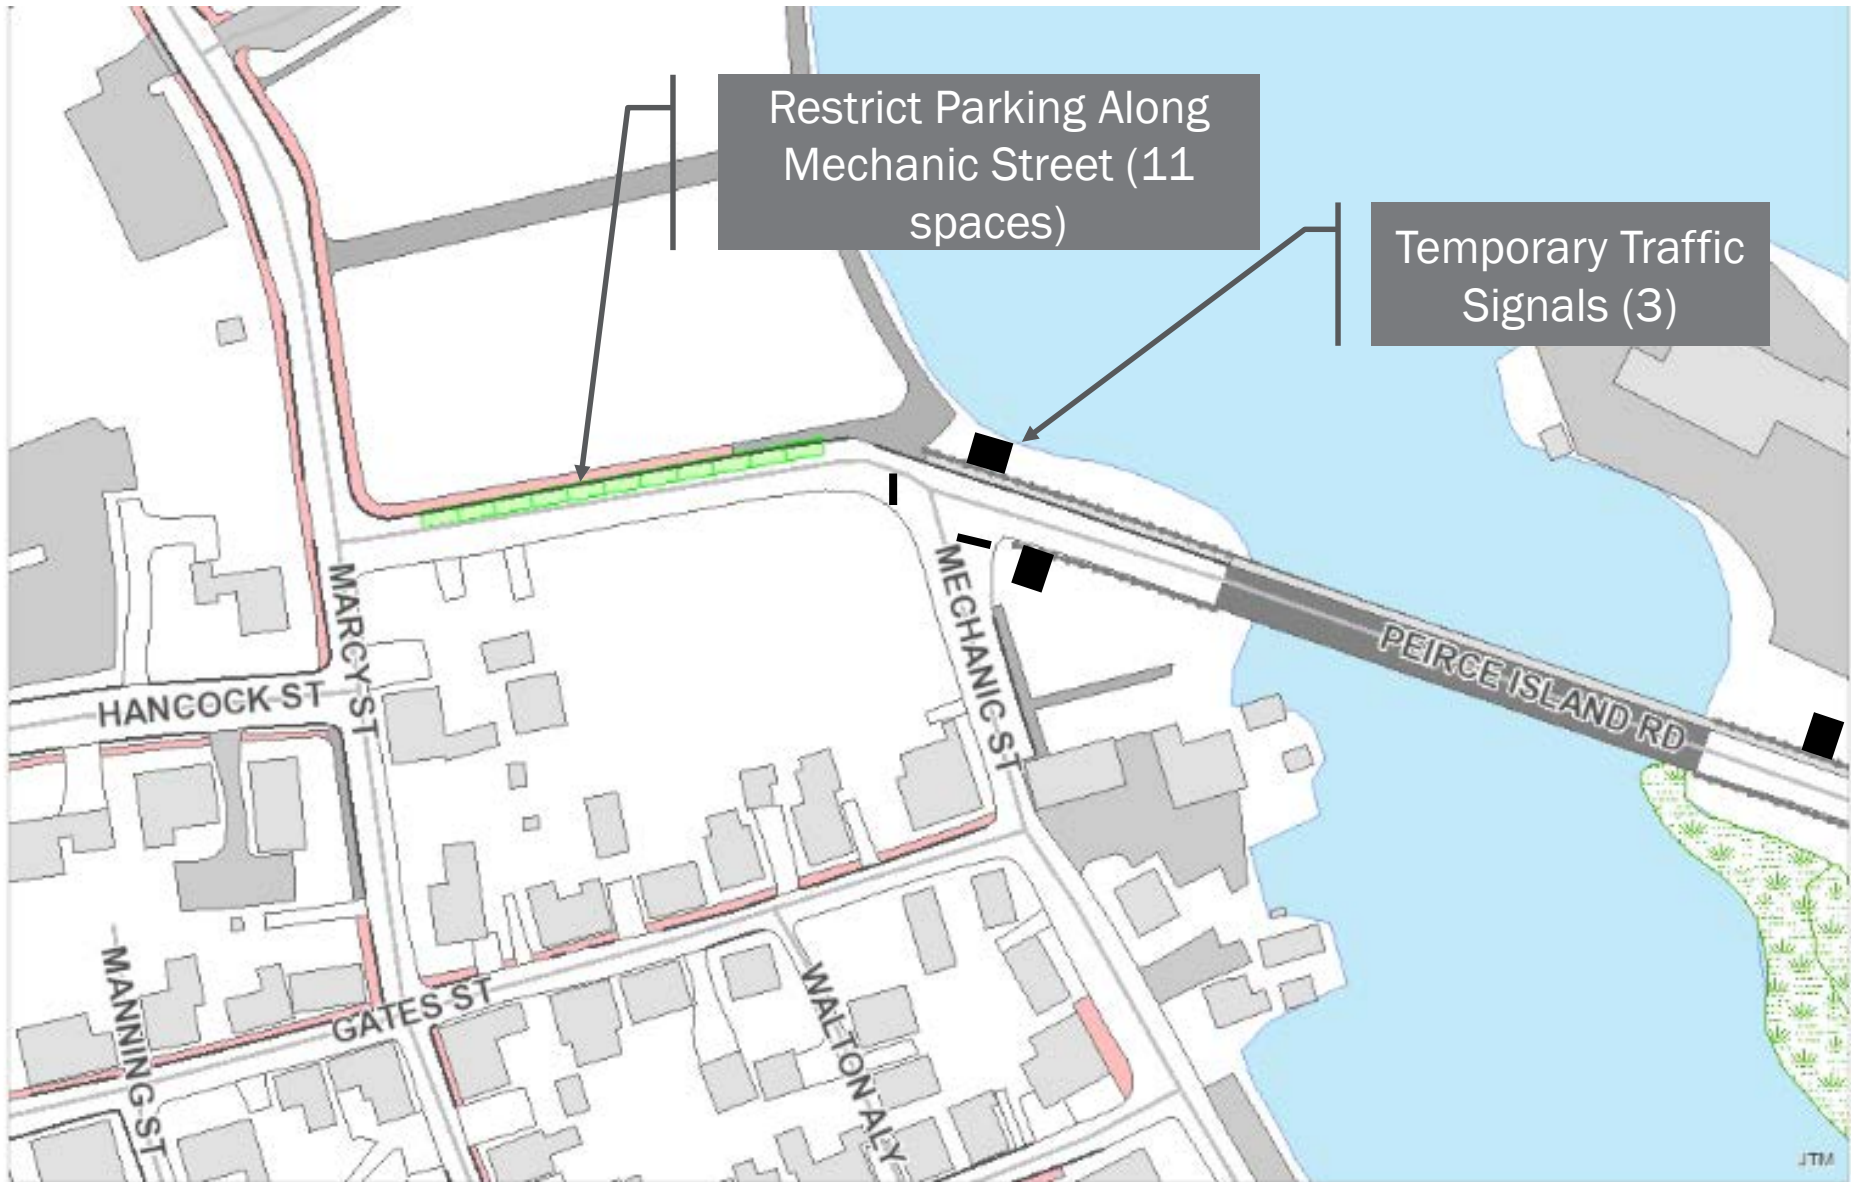 Restrict Parking Along
Mechanic Street (11
spaces)
Temporary Traffic
Signals (3)
MARCY ST
MECHANIC ST
PEIRCE ISLAND RD
HANCOCK ST
MANNING ST
GATES ST
WALTON ALY
JTM